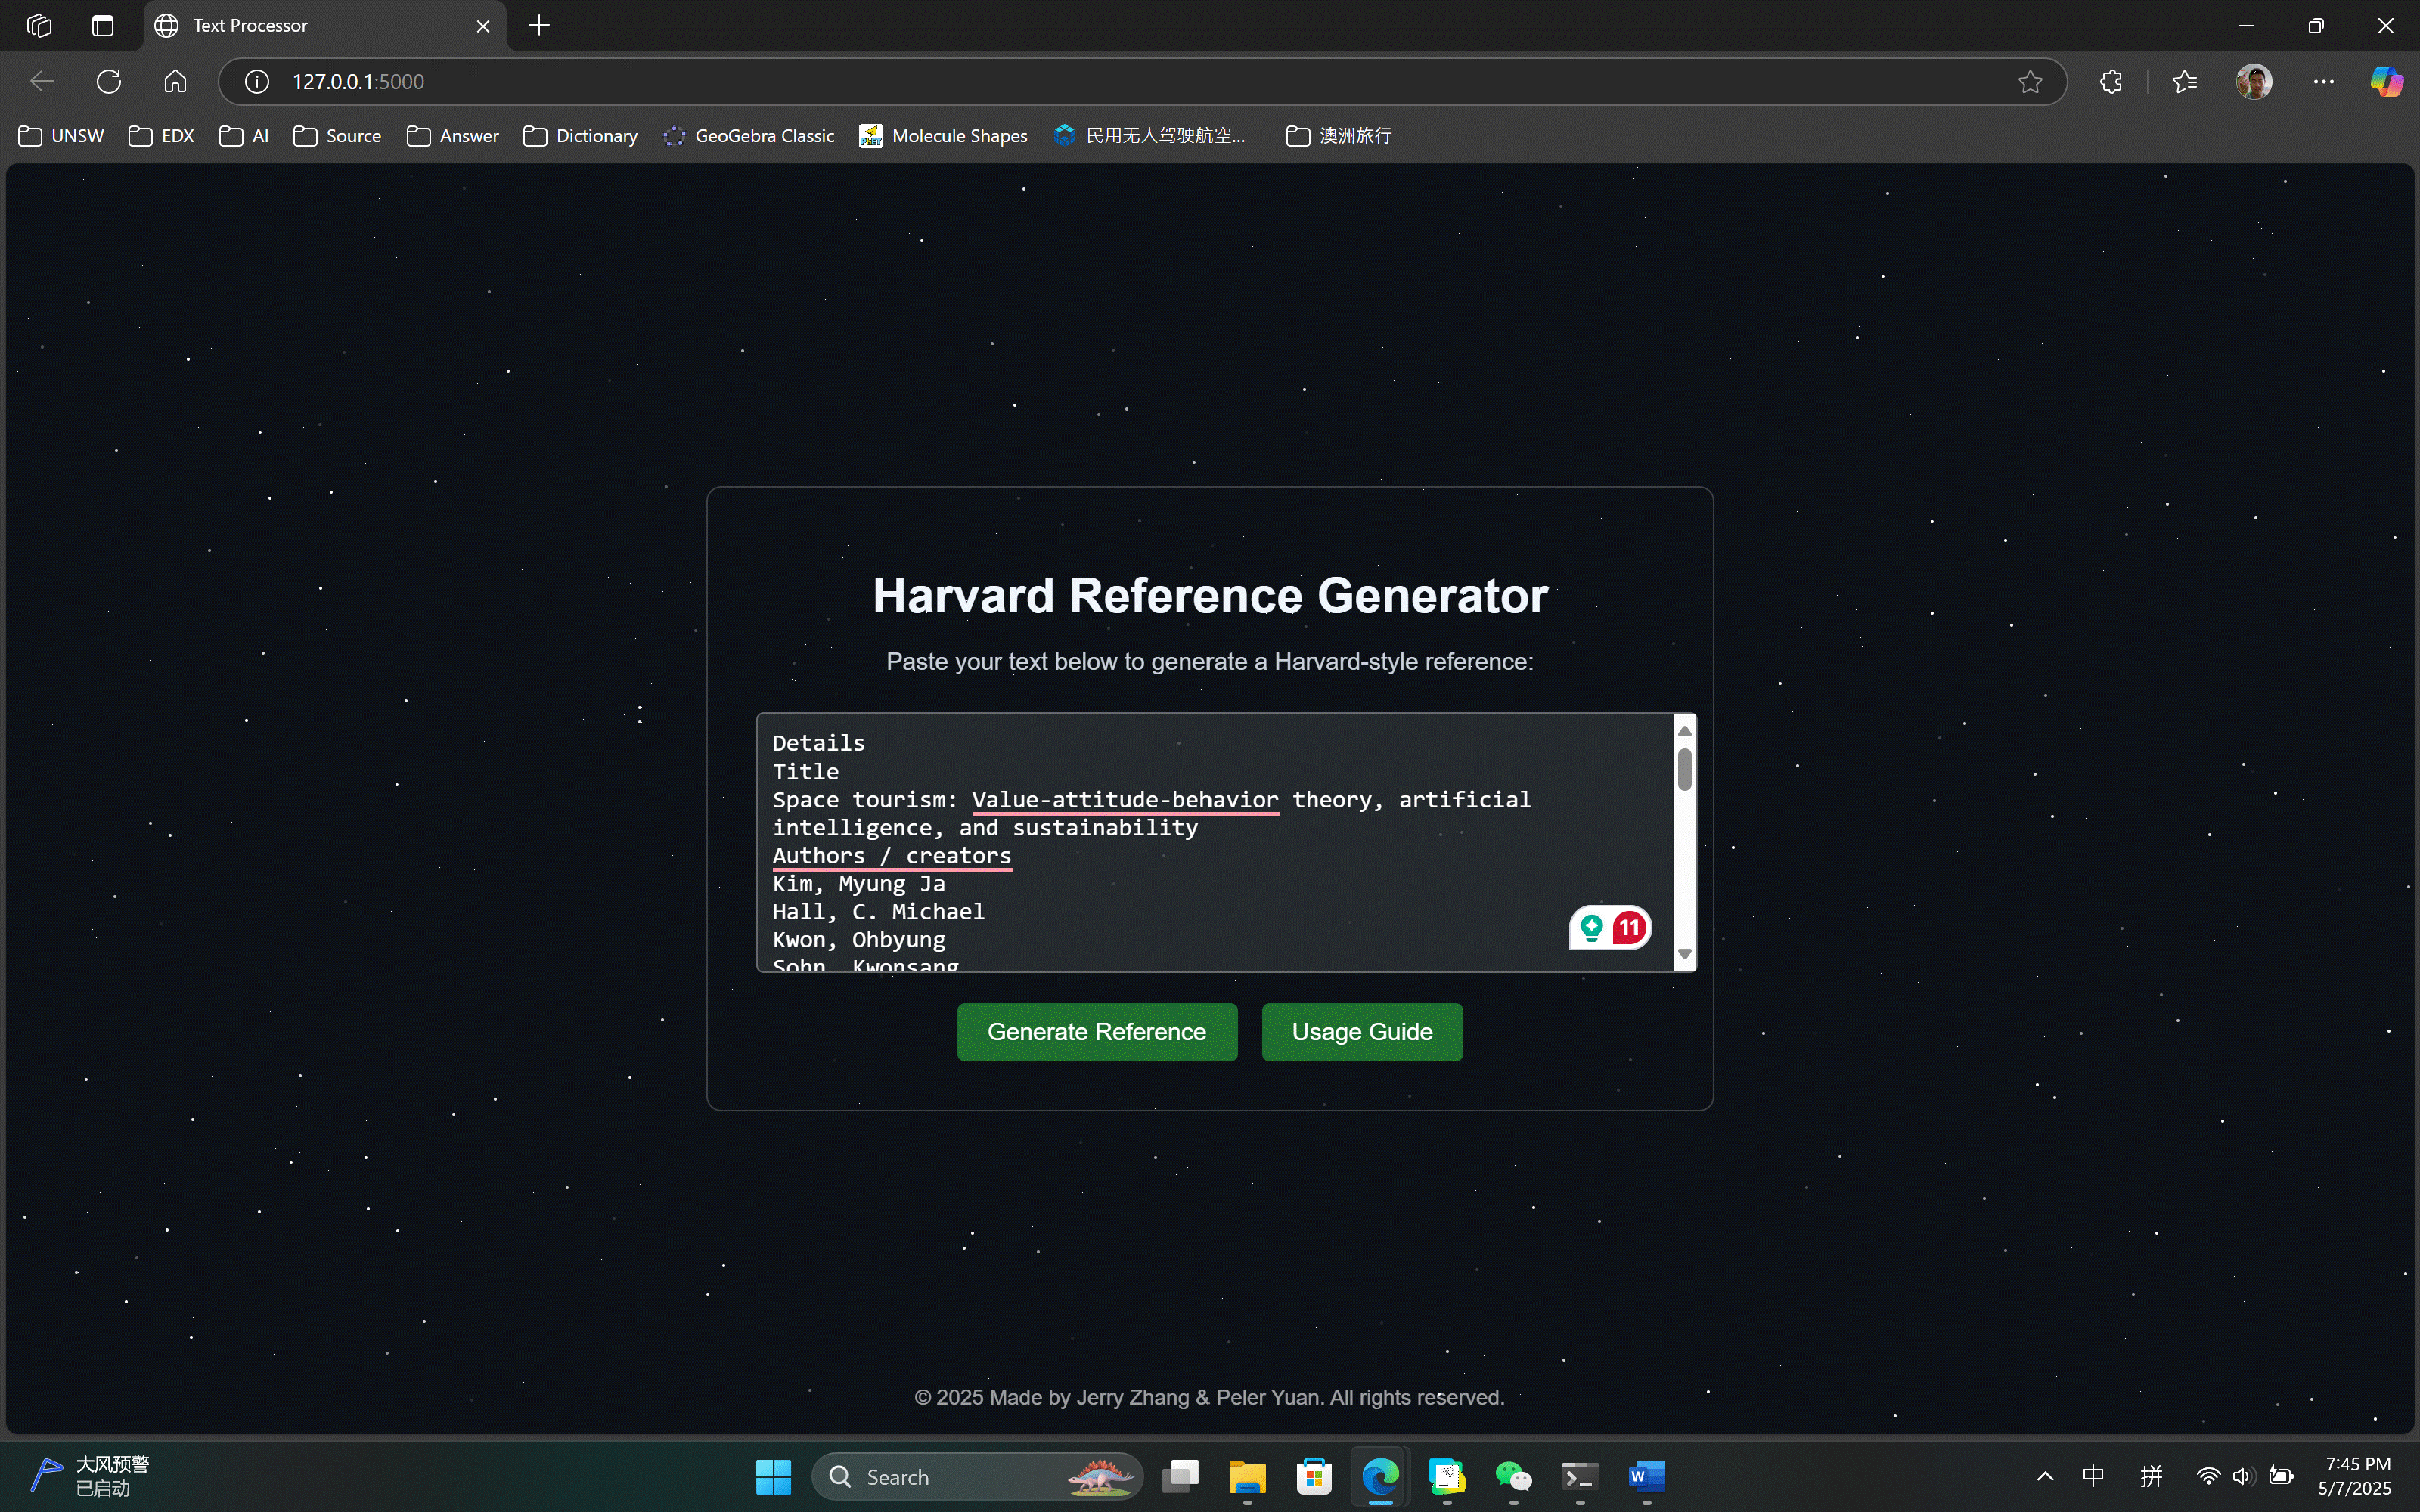 Text Processor
127.0.0.1:5000
UNSW
EDX
AI
Source
Answer
Dictionary
GeoGebra Classic
PhET
Molecule Shapes
民用无人驾驶航空...
澳洲旅行
Harvard Reference Generator
Paste your text below to generate a Harvard-style reference:
Details
Title
Space tourism: Value-attitude-behavior theory, artificial
intelligence, and sustainability
Authors / creators
Kim, Myung Ja
Hall, C. Michael
Kwon, Ohbyung
Sohn, Kwonsang
11
Generate Reference
Usage Guide
© 2025 Made by Jerry Zhang & Peler Yuan. All rights reserved.
大风预警
已启动
Search
W
中
拼
7:45 PM
5/7/2025